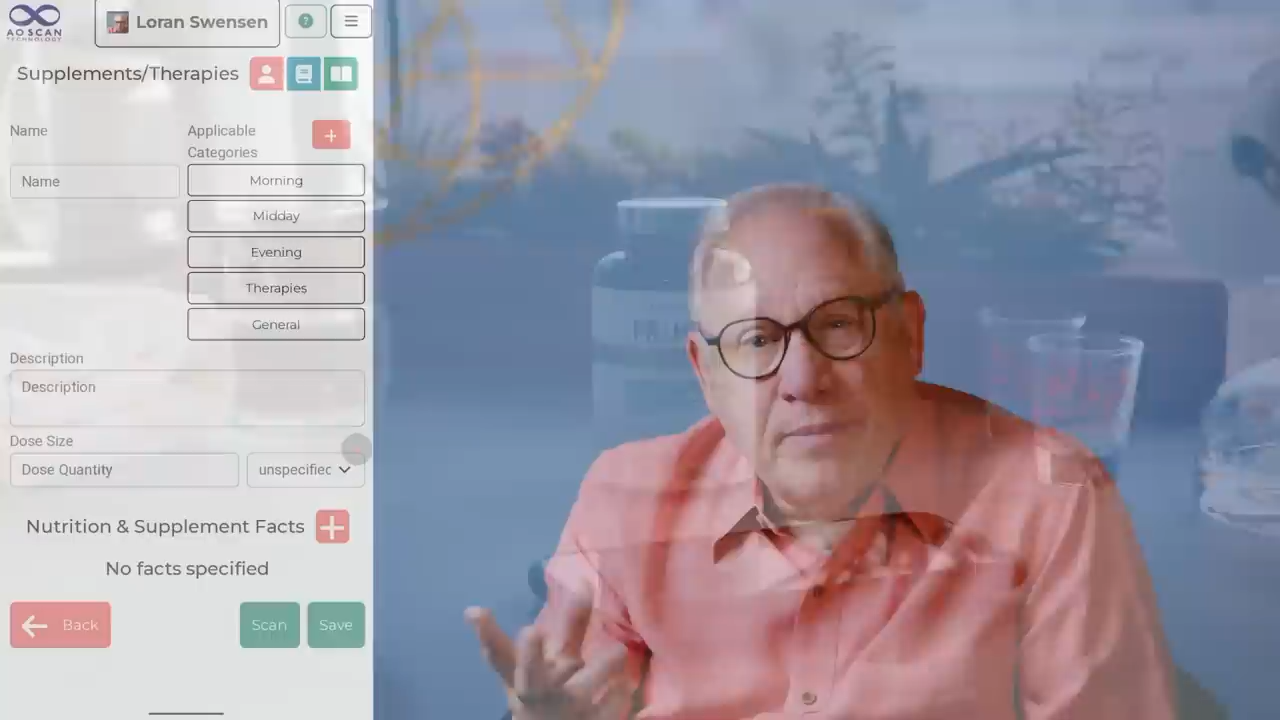 AO SCAN
TECHNOLOGY
Loran Swensen
Supplements/Therapies
Name
Applicable
Categories
Name
Morning
Midday
Evening
Therapies
General
Description
Description
Dose Size
Dose Quantity
unspecified
Nutrition & Supplement Facts
No facts specified
Back
Scan
Save